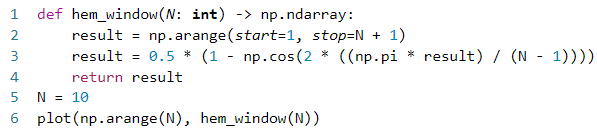 1 def hem_window(N: int) -> np.ndarray:
2     result = np.arange(start=1, stop=N + 1)
3     result = 0.5 * (1 - np.cos(2 * ((np.pi * result) / (N - 1))))
4     return result
5 N = 10
6 plot(np.arange(N), hem_window(N))